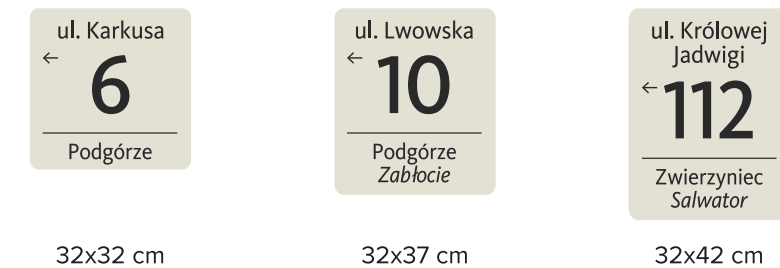 ul. Karkusa
← 6
Podgórze
32x32 cm
ul. Lwowska
← 10
Podgórze
Zabłocie
32x37 cm
ul. Królowej
Jadwigi
← 112
Zwierzyniec
Salwator
32x42 cm